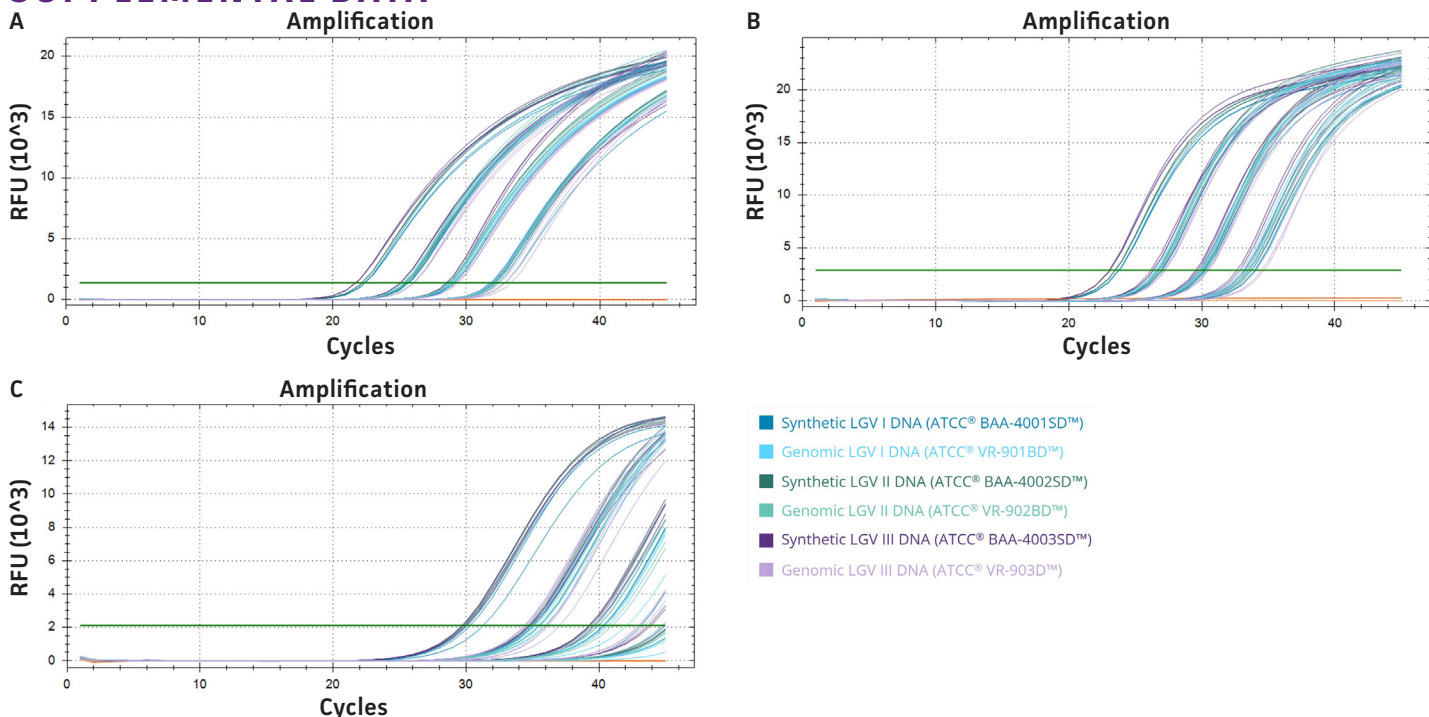 SUPPLEMENTAL DATA
A
Amplification
RFU (10^3)
20
15
10
5
0
0 10 20 30 40
Cycles
B
Amplification
RFU (10^3)
20
15
10
5
0
0 10 20 30 40
Cycles
C
Amplification
RFU (10^3)
14
12
10
8
6
4
2
0
0 10 20 30 40
Cycles
Synthetic LGV I DNA (ATCC® BAA-4001SD™)
Genomic LGV I DNA (ATCC® VR-901BD™)
Synthetic LGV II DNA (ATCC® BAA-4002SD™)
Genomic LGV II DNA (ATCC® VR-902BD™)
Synthetic LGV III DNA (ATCC® BAA-4003SD™)
Genomic LGV III DNA (ATCC® VR-903D™)